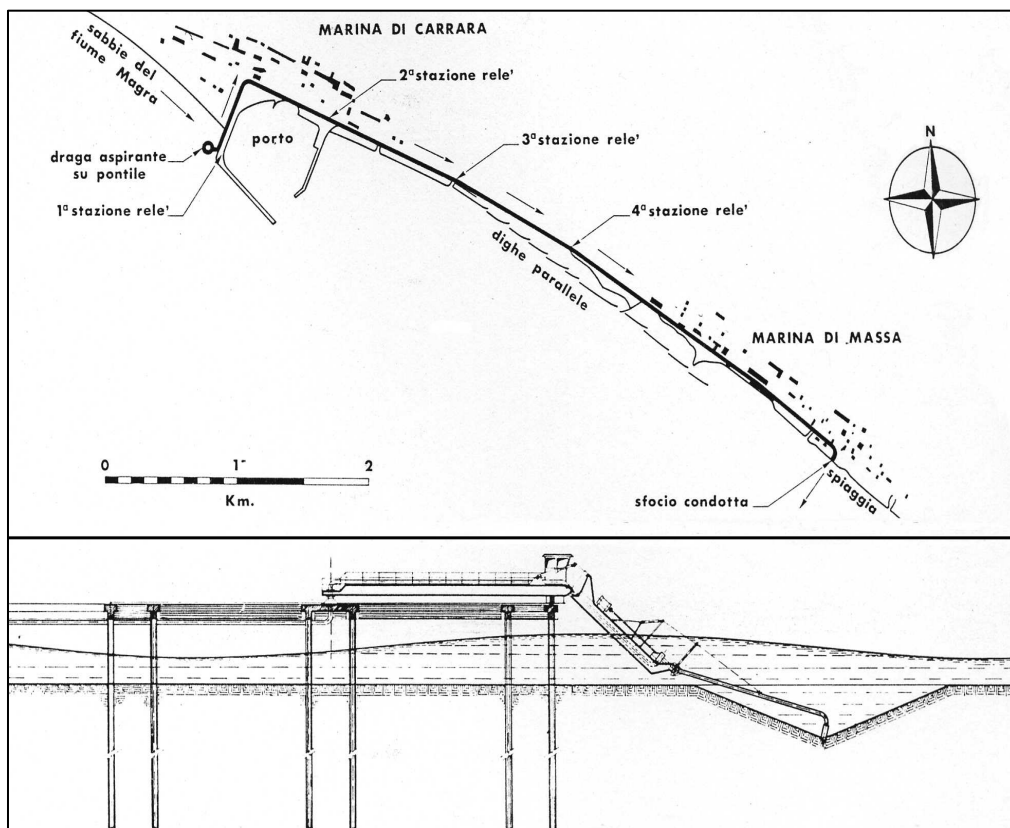 MARINA DI CARRARA
sabbie del
fiume Magra
2ª stazione rele'
porto
3ª stazione rele'
N
draga aspirante
su pontile
1ª stazione rele'
4ª stazione rele'
dighe parallele
MARINA DI MASSA
0 1 2
Km.
sfocio condotta
spiaggia